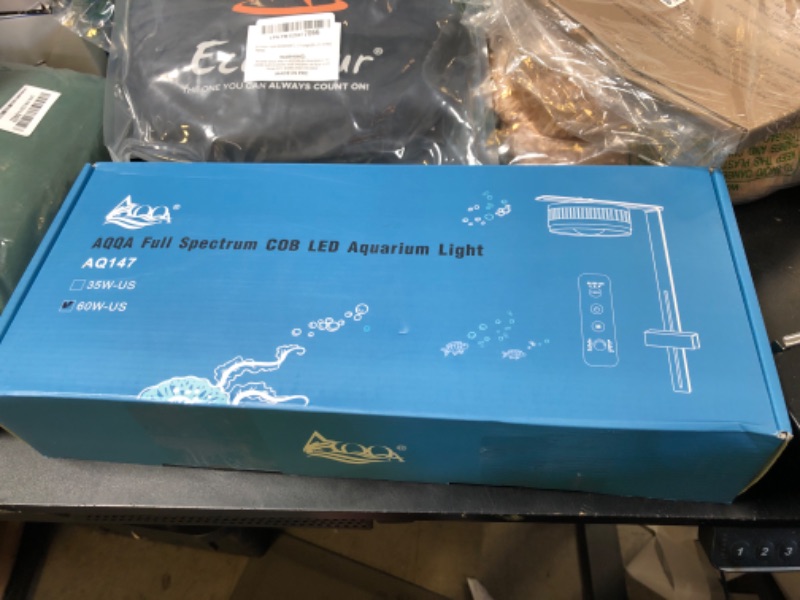 THE ONE YOU CAN ALWAYS COUNT ON!
AQQA
AQQA Full Spectrum COB LED Aquarium Light
AQ147
35W-US
60W-US
AQQA
1 2 3